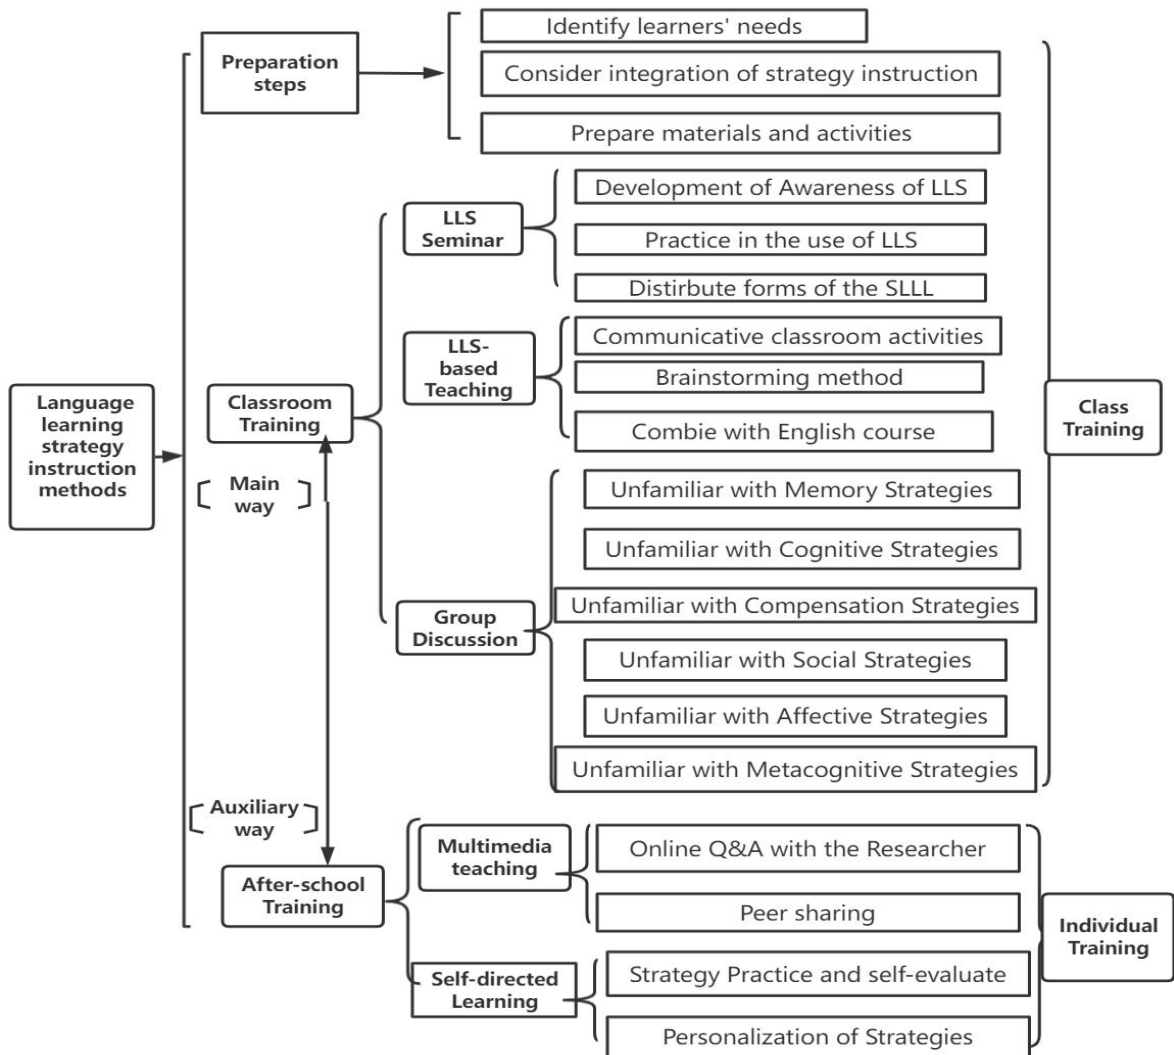 Language
learning
strategy
instruction
methods
Preparation
steps
Identify learners' needs
Consider integration of strategy instruction
Prepare materials and activities
Classroom
Training
[Main
way]
LLS
Seminar
Development of Awareness of LLS
Practice in the use of LLS
Distirbute forms of the SLLL
LLS-
based
Teaching
Communicative classroom activities
Brainstorming method
Combie with English course
Group
Discussion
Unfamiliar with Memory Strategies
Unfamiliar with Cognitive Strategies
Unfamiliar with Compensation Strategies
Unfamiliar with Social Strategies
Unfamiliar with Affective Strategies
Unfamiliar with Metacognitive Strategies
Class
Training
[Auxiliary
way]
After-school
Training
Multimedia
teaching
Online Q&A with the Researcher
Peer sharing
Self-directed
Learning
Strategy Practice and self-evaluate
Personalization of Strategies
Individual
Training